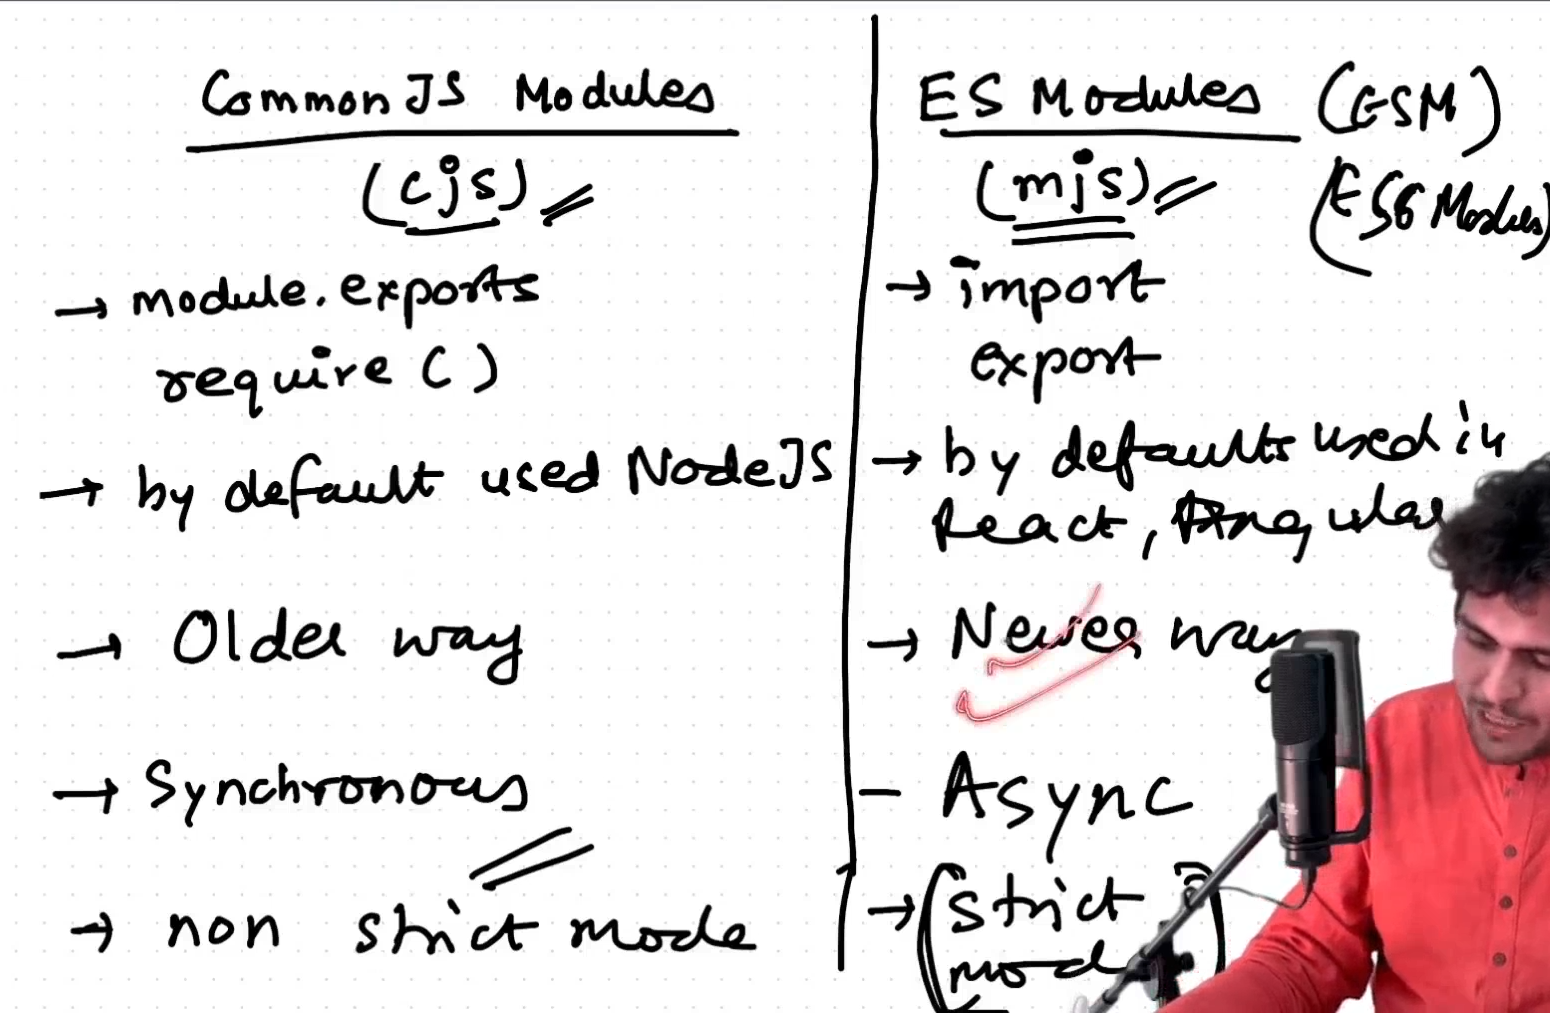 CommonJS Modules
(cjs)
→ module.exports
require ( )
→ by default used NodeJS
→ Older way
→ Synchronous
→ non strict mode
ES Modules (ESM)
(mjs) (ES6 Modules)
→ import
export
→ by defaults used in
React, Angular
→ Newer way
- Async
→ (strict
mode